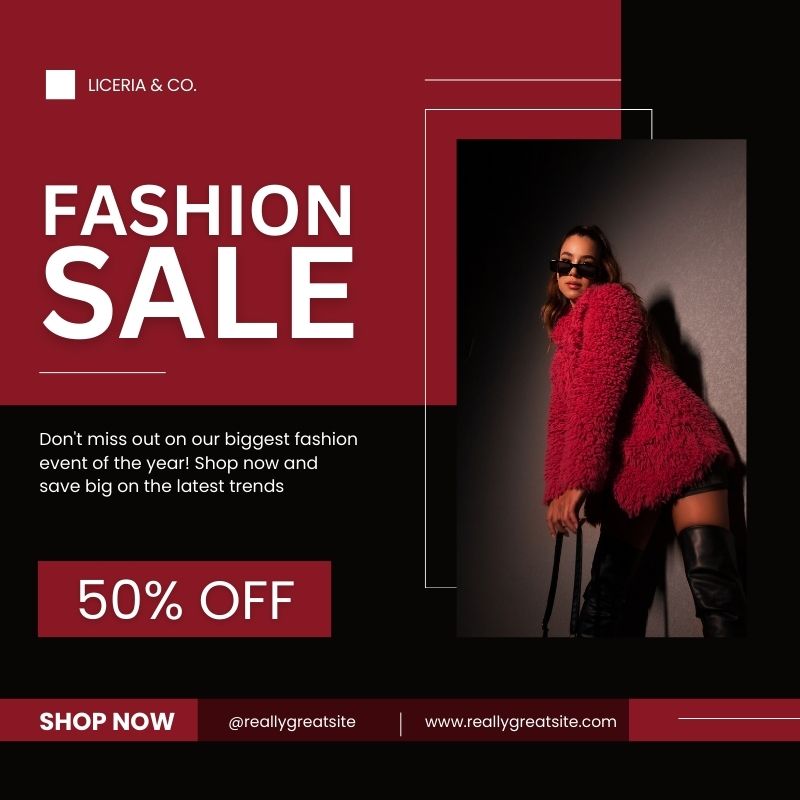 LICERIA & CO.
FASHION
SALE
Don't miss out on our biggest fashion
event of the year! Shop now and
save big on the latest trends
50% OFF
SHOP NOW
@reallygreatsite
www.reallygreatsite.com